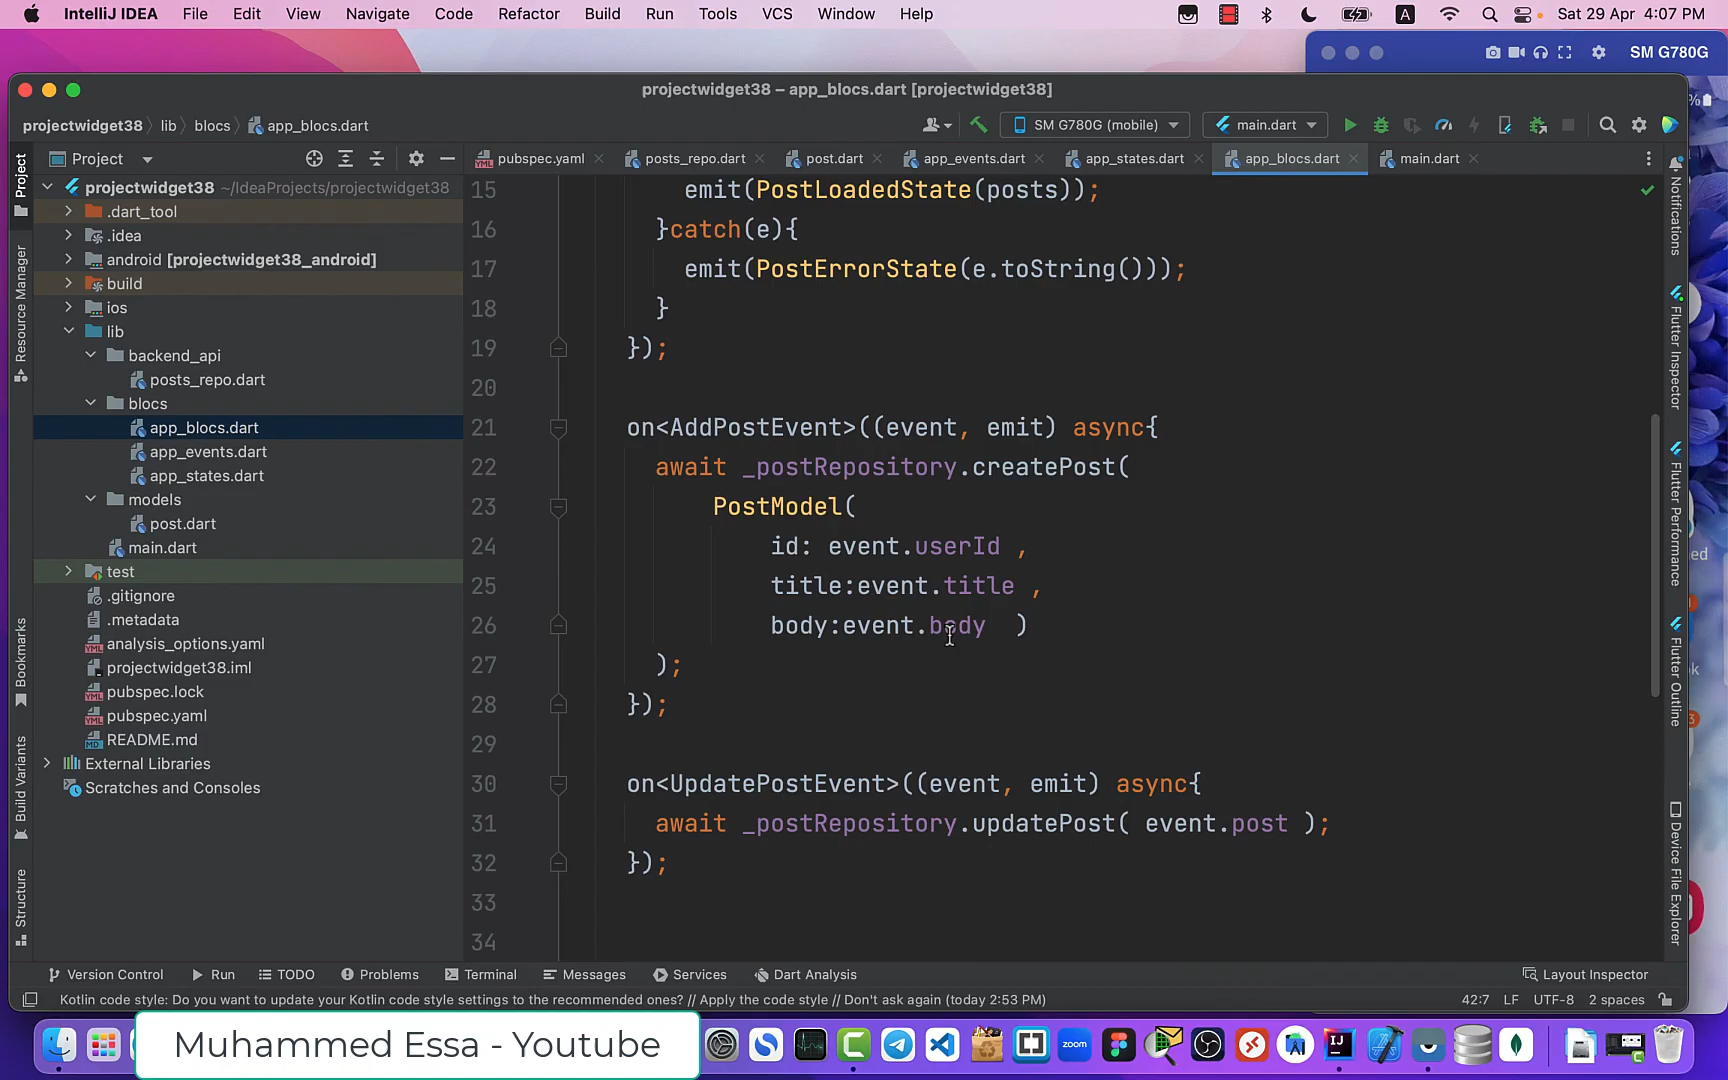 IntelliJ IDEA File Edit View Navigate Code Refactor Build Run Tools VCS Window Help A Sat 29 Apr 4:07 PM
SM G780G
projectwidget38 – app_blocs.dart [projectwidget38]
projectwidget38 lib blocs app_blocs.dart SM G780G (mobile) main.dart
Project pubspec.yaml posts_repo.dart post.dart app_events.dart app_states.dart app_blocs.dart main.dart
projectwidget38 ~/IdeaProjects/projectwidget38
.dart_tool
.idea
android [projectwidget38_android]
build
ios
lib
backend_api
posts_repo.dart
blocs
app_blocs.dart
app_events.dart
app_states.dart
models
post.dart
main.dart
test
.gitignore
.metadata
analysis_options.yaml
projectwidget38.iml
pubspec.lock
pubspec.yaml
README.md
External Libraries
Scratches and Consoles
15 emit(PostLoadedState(posts));
16 }catch(e){
17 emit(PostErrorState(e.toString()));
18 }
19 });
20
21 on<AddPostEvent>((event, emit) async{
22 await _postRepository.createPost(
23 PostModel(
24 id: event.userId ,
25 title:event.title ,
26 body:event.body )
27 );
28 });
29
30 on<UpdatePostEvent>((event, emit) async{
31 await _postRepository.updatePost( event.post );
32 });
33
34
Project
Resource Manager
Bookmarks
Build Variants
Structure
Notifications
Flutter Inspector
Flutter Performance
Flutter Outline
Device File Explorer
Version Control Run TODO Problems Terminal Messages Services Dart Analysis Layout Inspector
Kotlin code style: Do you want to update your Kotlin code style settings to the recommended ones? // Apply the code style // Don't ask again (today 2:53 PM) 42:7 LF UTF-8 2 spaces
Muhammed Essa - Youtube
zoom
IJ